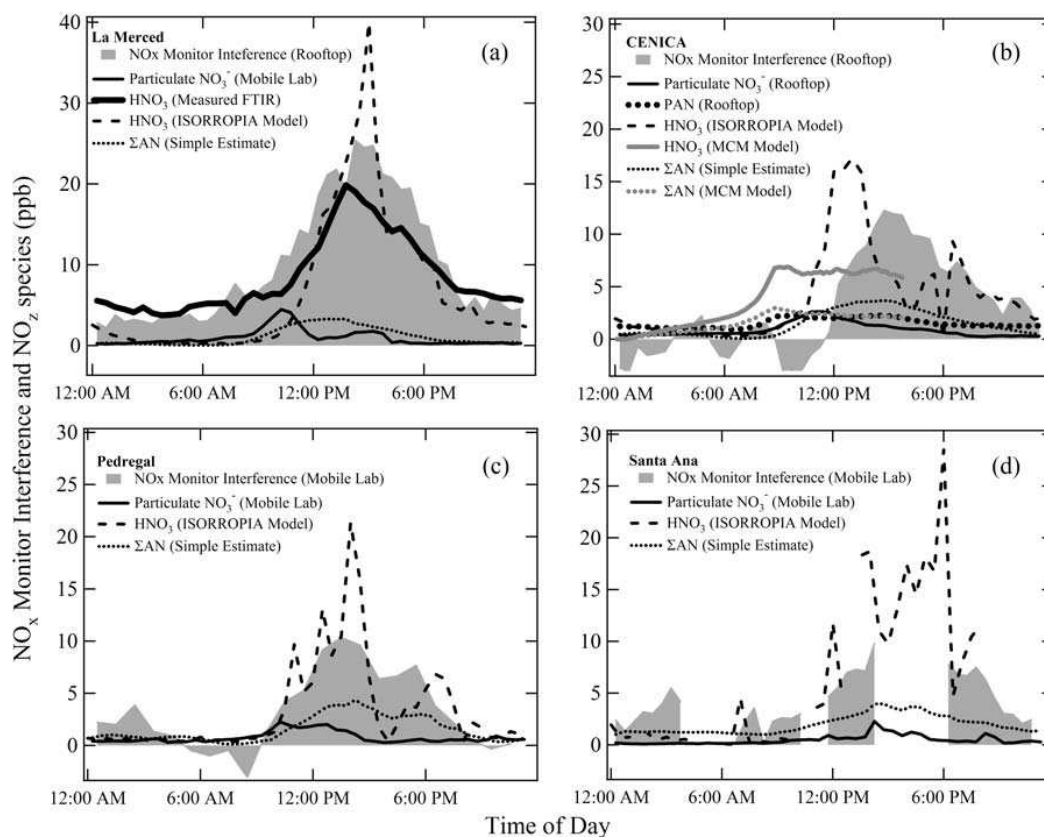 NOx Monitor Interference and NOz species (ppb)
La Merced
(a)
NOx Monitor Inteference (Rooftop)
Particulate NO3- (Mobile Lab)
HNO3 (Measured FTIR)
HNO3 (ISORROPIA Model)
ΣAN (Simple Estimate)
40
30
20
10
0
12:00 AM 6:00 AM 12:00 PM 6:00 PM
CENICA
(b)
NOx Monitor Interference (Rooftop)
Particulate NO3- (Rooftop)
PAN (Rooftop)
HNO3 (ISORROPIA Model)
HNO3 (MCM Model)
ΣAN (Simple Estimate)
ΣAN (MCM Model)
30
25
20
15
10
5
0
12:00 AM 6:00 AM 12:00 PM 6:00 PM
Pedregal
(c)
NOx Monitor Interference (Mobile Lab)
Particulate NO3- (Mobile Lab)
HNO3 (ISORROPIA Model)
ΣAN (Simple Estimate)
30
25
20
15
10
5
0
12:00 AM 6:00 AM 12:00 PM 6:00 PM
Santa Ana
(d)
NOx Monitor Interference (Mobile Lab)
Particulate NO3- (Mobile Lab)
HNO3 (ISORROPIA Model)
ΣAN (Simple Estimate)
30
25
20
15
10
5
0
12:00 AM 6:00 AM 12:00 PM 6:00 PM
Time of Day